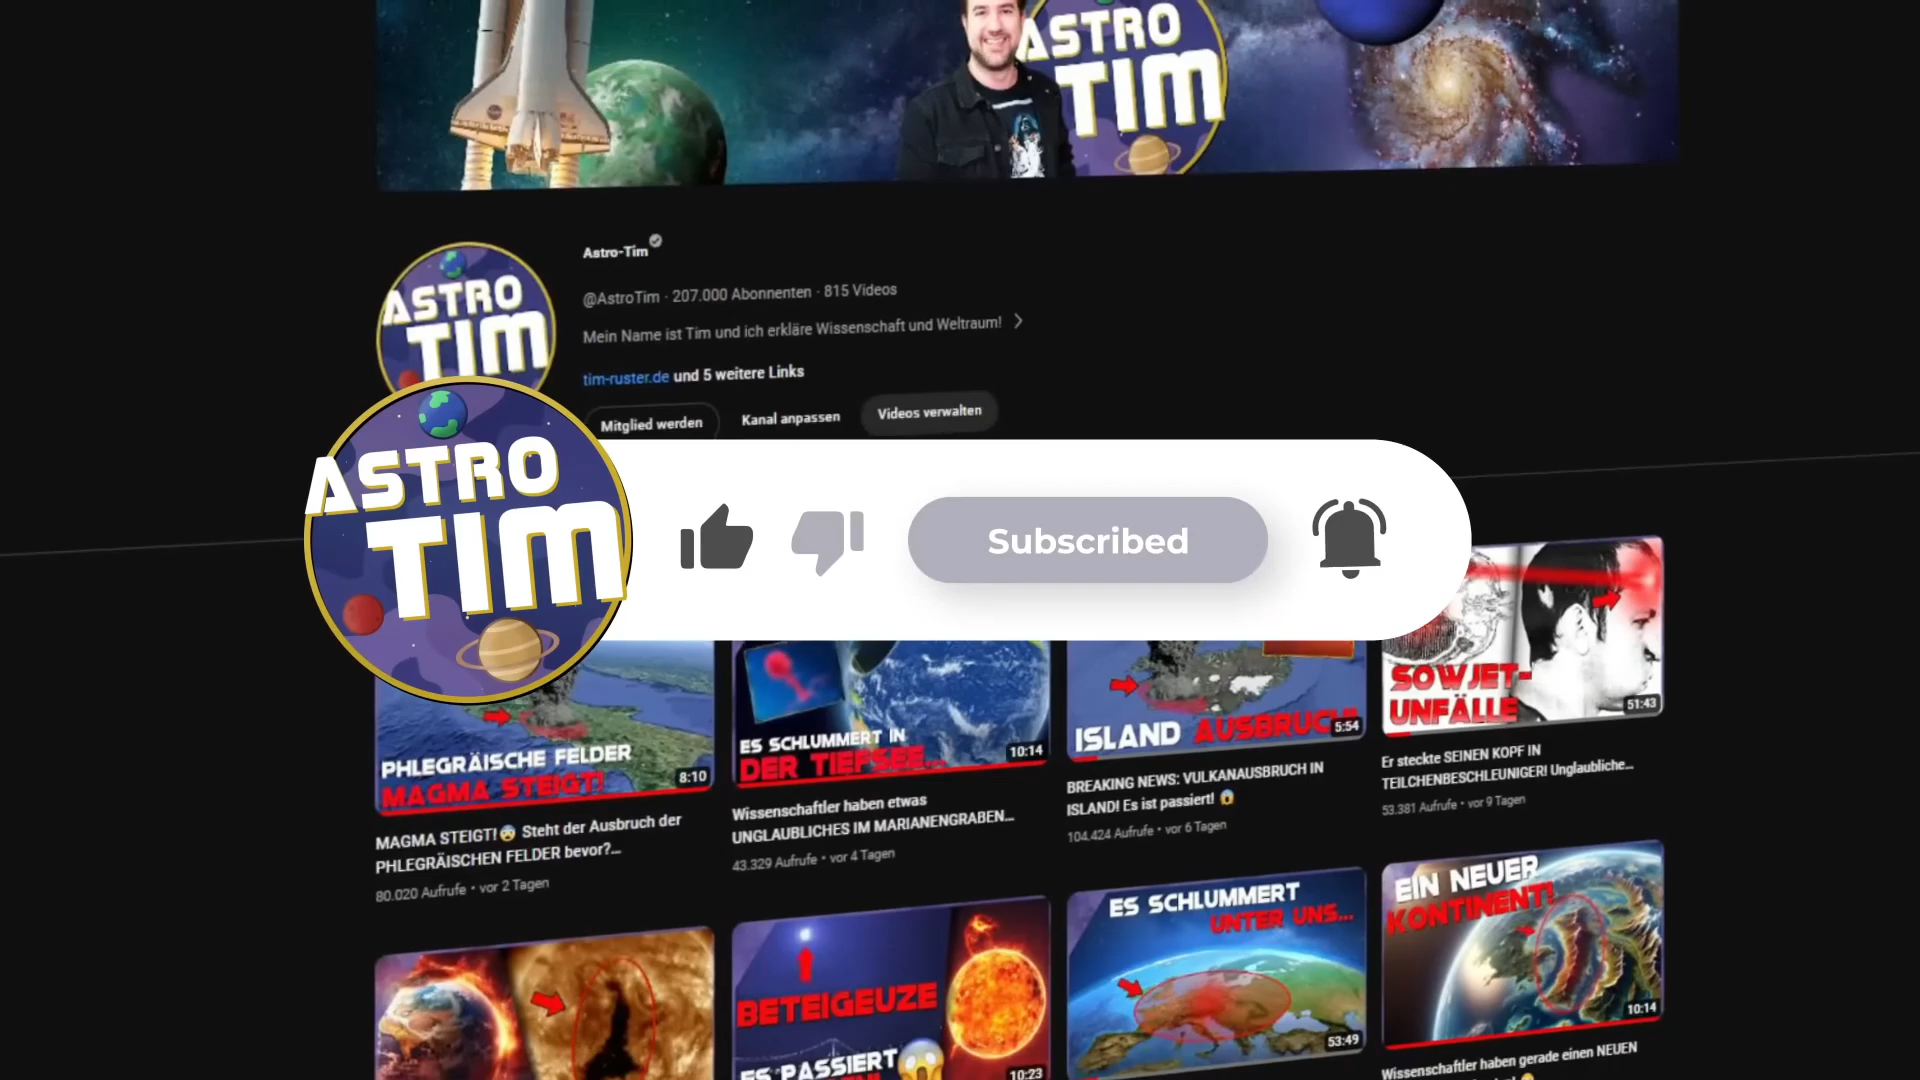 ASTRO
TIM
Astro-Tim
@AstroTim · 207.000 Abonnenten · 815 Videos
Mein Name ist Tim und ich erkläre Wissenschaft und Weltraum!
tim-ruster.de und 5 weitere Links
Mitglied werden
Kanal anpassen
Videos verwalten
ASTRO
TIM
ASTRO
TIM
Subscribed
PHLEGRÄISCHE FELDER
MAGMA STEIGT!
8:10
MAGMA STEIGT! 😨 Steht der Ausbruch der
PHLEGRÄISCHEN FELDER bevor?...
80.020 Aufrufe • vor 2 Tagen
ES SCHLUMMERT IN
DER TIEFSEE...
10:14
Wissenschaftler haben etwas
UNGLAUBLICHES IM MARIANENGRABEN...
43.329 Aufrufe • vor 4 Tagen
ISLAND AUSBRUCH
5:54
BREAKING NEWS: VULKANAUSBRUCH IN
ISLAND! Es ist passiert! 😱
104.424 Aufrufe • vor 6 Tagen
SOWJET-
UNFÄLLE
51:43
Er steckte SEINEN KOPF IN
TEILCHENBESCHLEUNIGER! Unglaubliche...
53.381 Aufrufe • vor 9 Tagen
BETEIGEUZE
ES PASSIERT
10:23
ES SCHLUMMERT
UNTER UNS...
53:49
EIN NEUER
KONTINENT!
10:14
Wissenschaftler haben gerade einen NEUEN